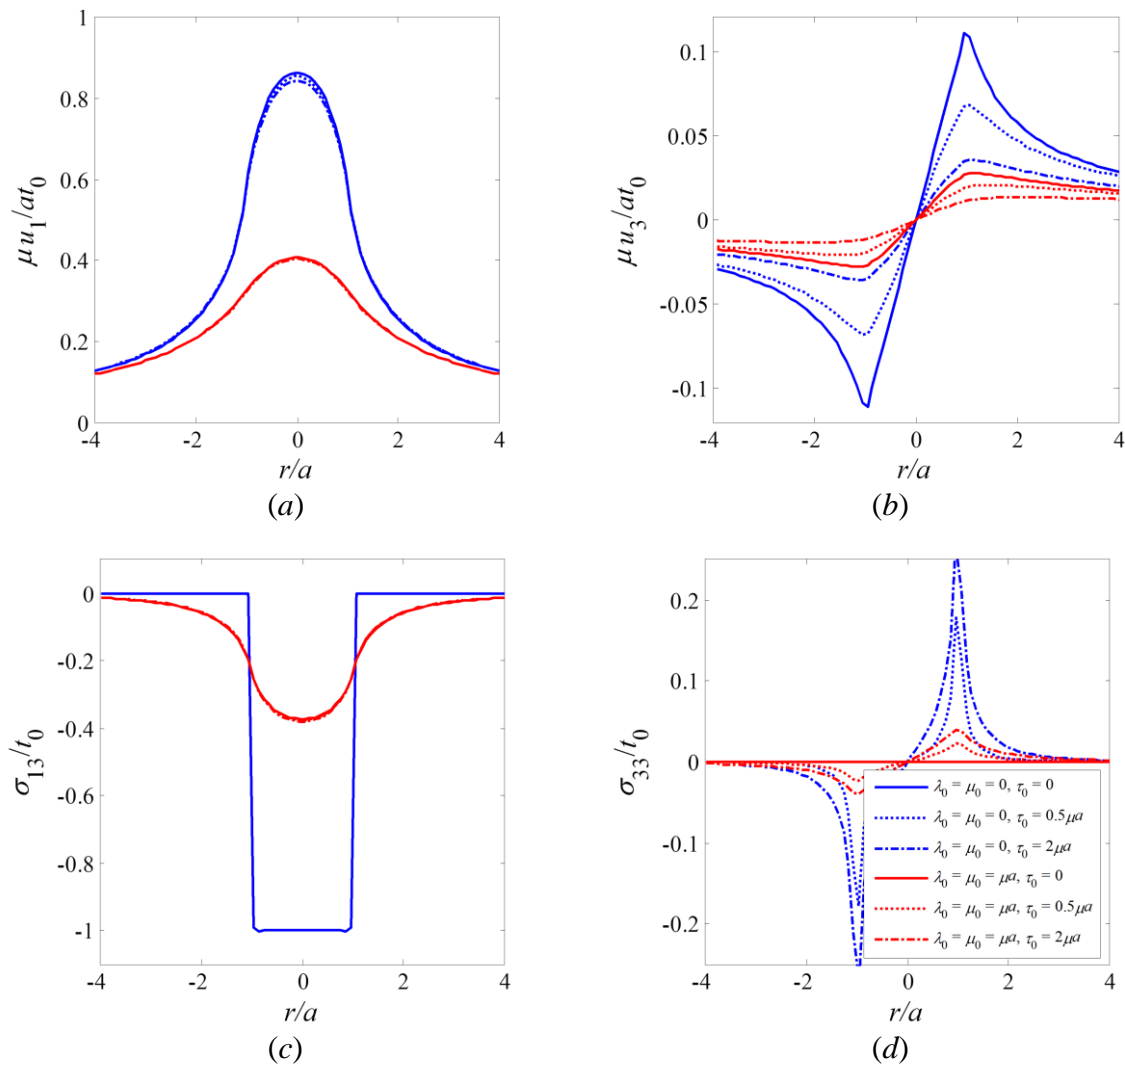 1
0.8
0.6
0.4
0.2
0
-4
-2
0
2
4
μu₁/at₀
r/a
(a)
0.1
0.05
0
-0.05
-0.1
-4
-2
0
2
4
μu₃/at₀
r/a
(b)
0
-0.2
-0.4
-0.6
-0.8
-1
-4
-2
0
2
4
σ₁₃/t₀
r/a
(c)
0.2
0.1
0
-0.1
-0.2
-4
-2
0
2
4
σ₃₃/t₀
r/a
λ₀ = μ₀ = 0, τ₀ = 0
λ₀ = μ₀ = 0, τ₀ = 0.5μa
λ₀ = μ₀ = 0, τ₀ = 2μa
λ₀ = μ₀ = μa, τ₀ = 0
λ₀ = μ₀ = μa, τ₀ = 0.5μa
λ₀ = μ₀ = μa, τ₀ = 2μa
(d)